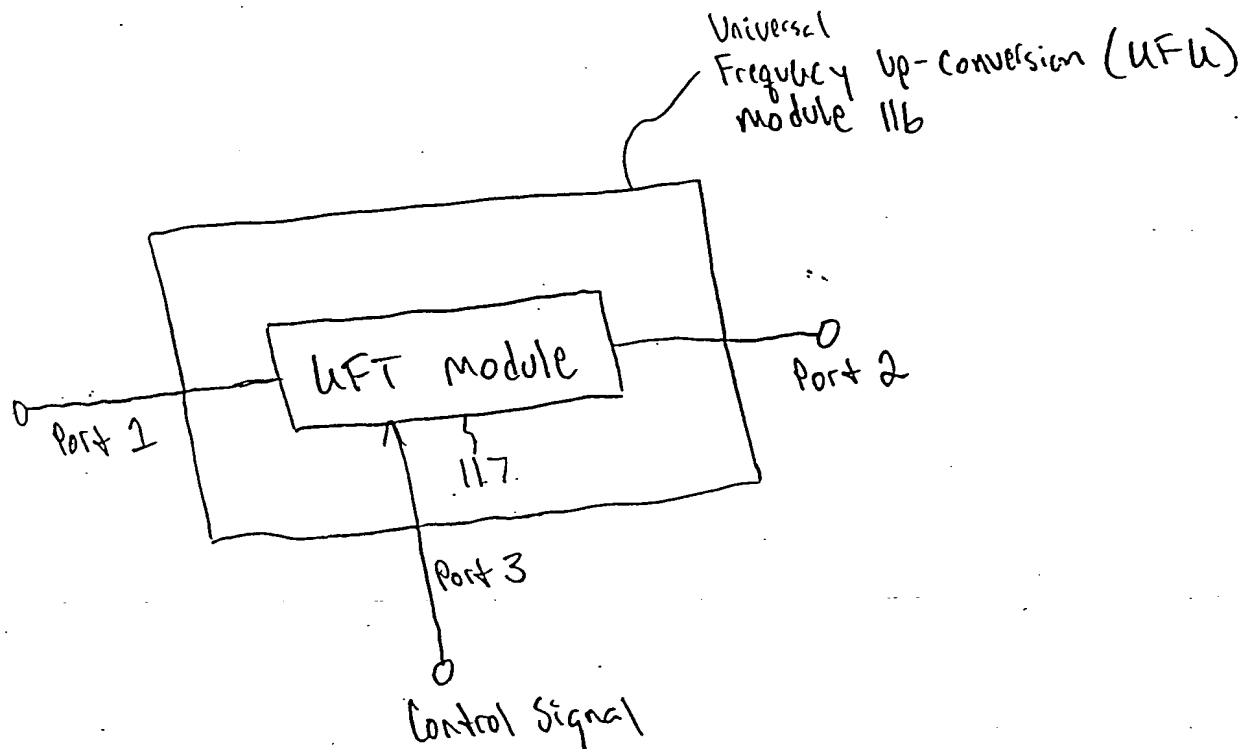 Universal
Frequency up-conversion (UFU)
module 116
UFT module
Port 1
Port 2
117
Port 3
Control Signal